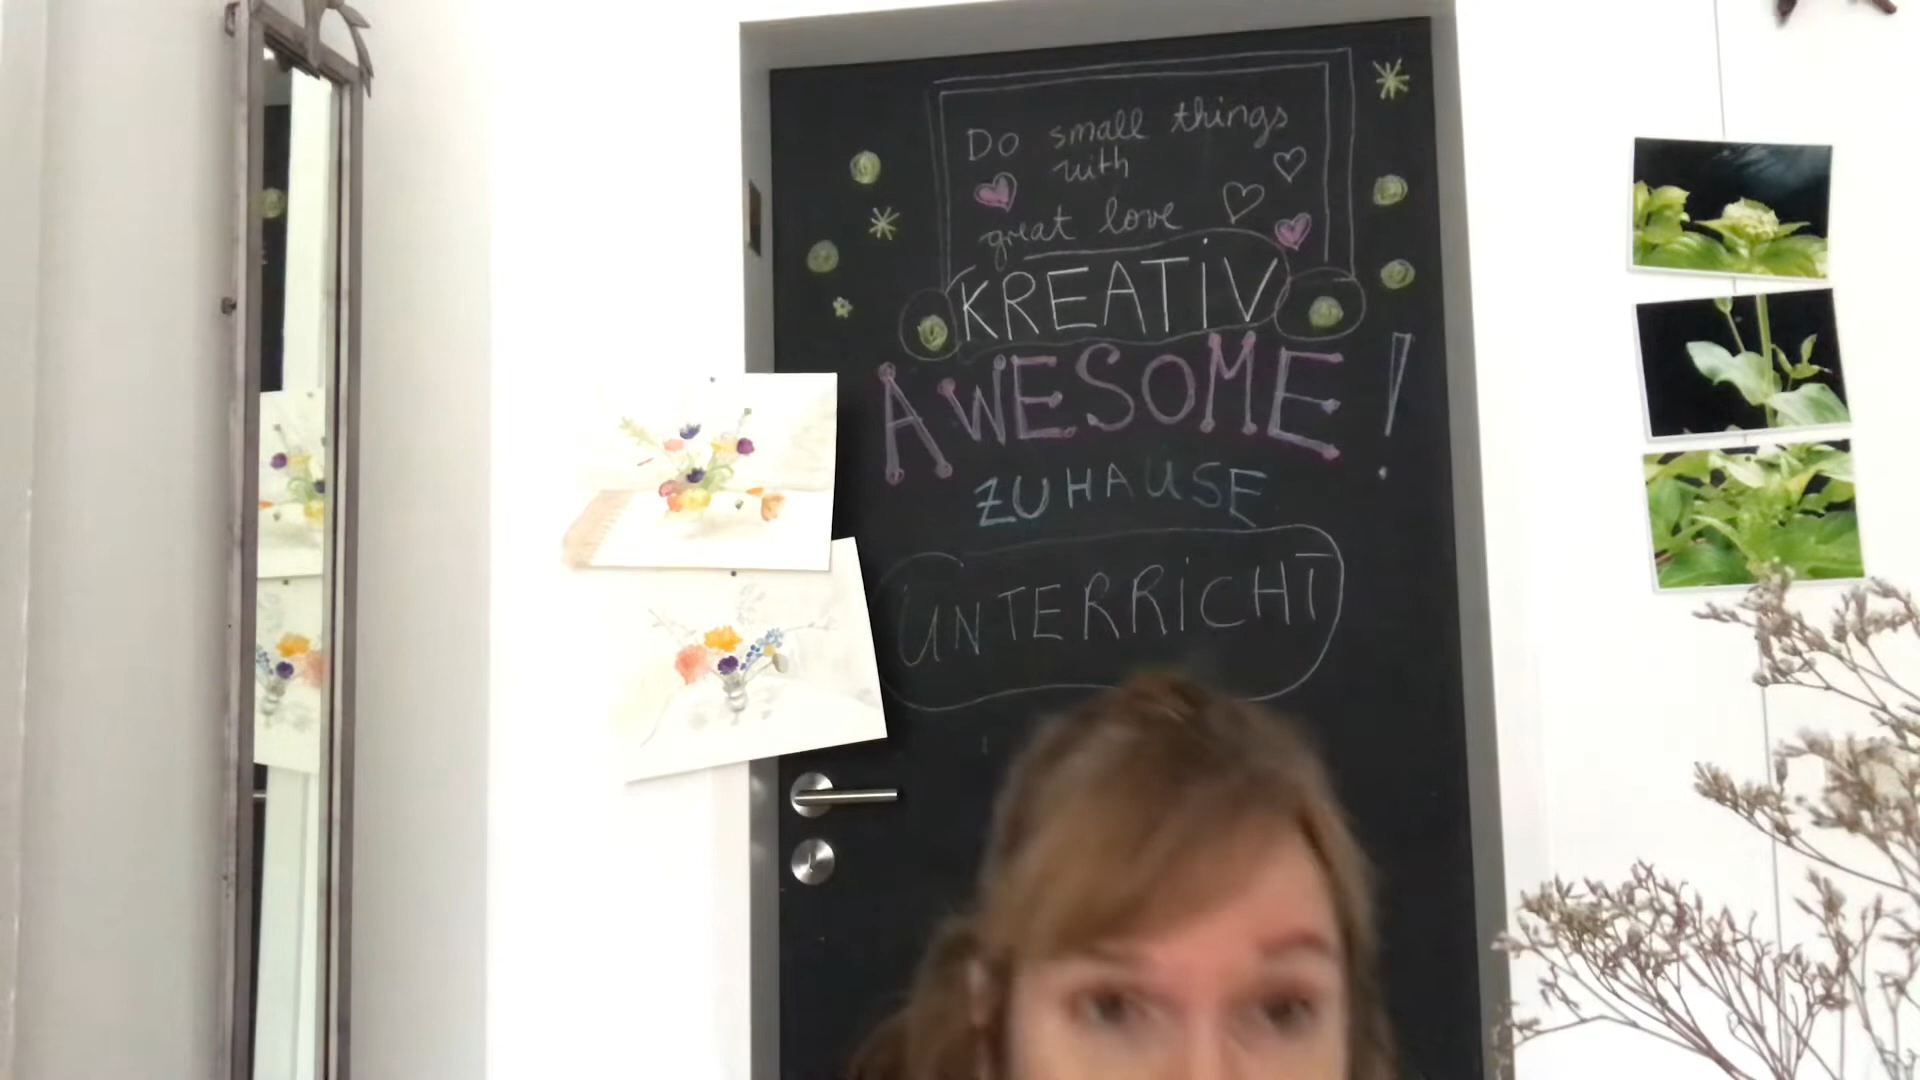 Do small things
with
great love
KREATIV
AWESOME!
ZUHAUSE
UNTERRICHT